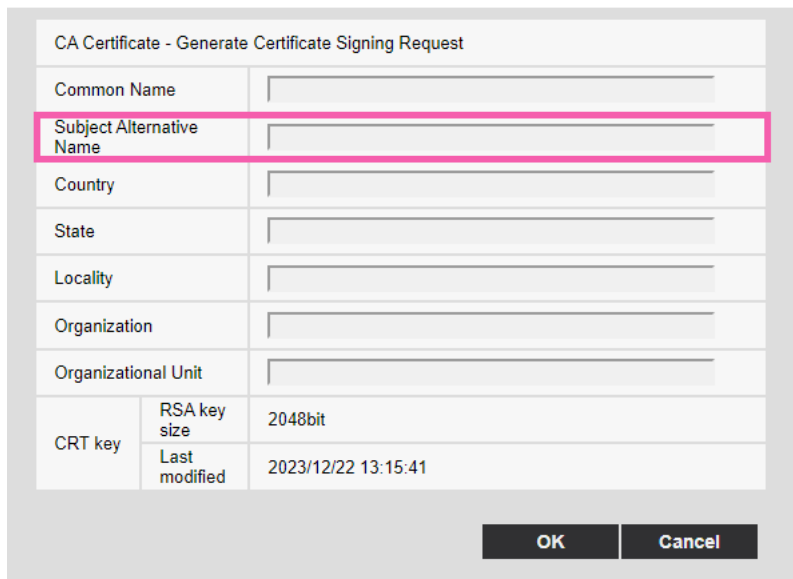 CA Certificate - Generate Certificate Signing Request
Common Name
Subject Alternative
Name
Country
State
Locality
Organization
Organizational Unit
CRT key
RSA key
size
2048bit
Last
modified
2023/12/22 13:15:41
OK
Cancel